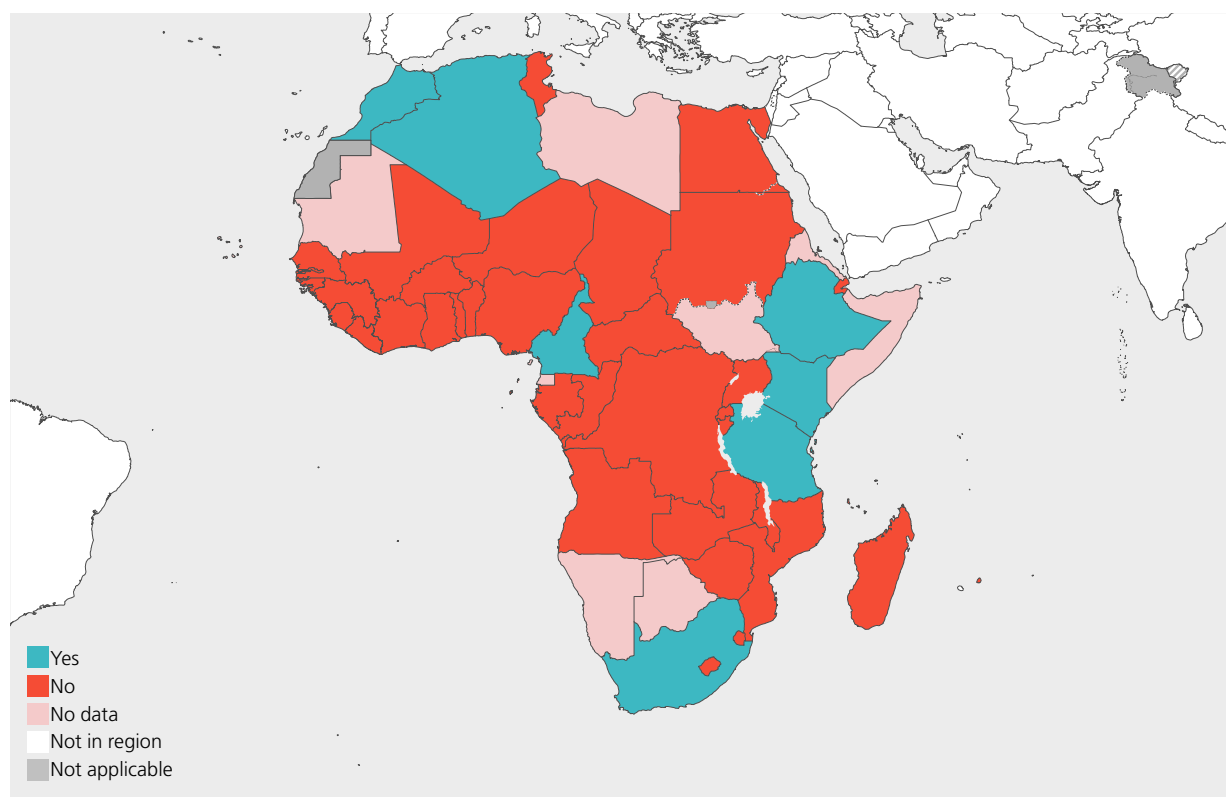 Yes
No
No data
Not in region
Not applicable